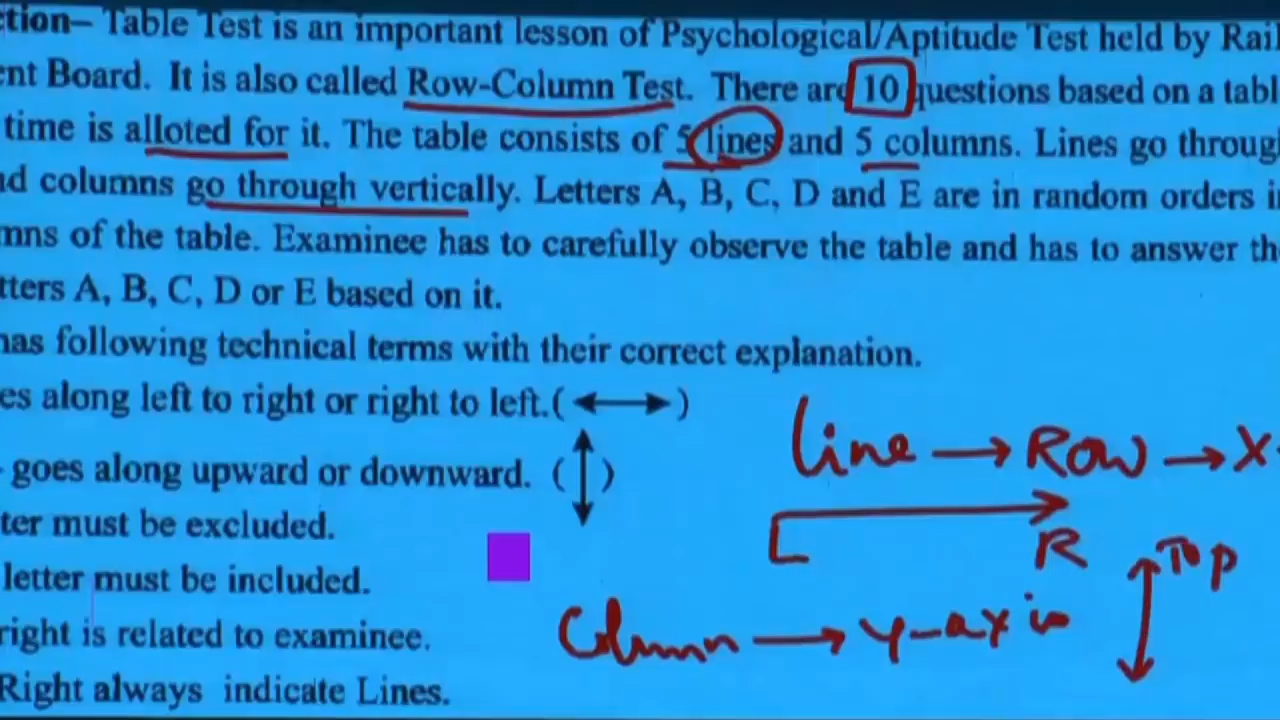 ction– Table Test is an important lesson of Psychological/Aptitude Test held by Rail
ent Board. It is also called Row-Column Test. There are 10 questions based on a tabl
time is alloted for it. The table consists of 5 lines and 5 columns. Lines go through
nd columns go through vertically. Letters A, B, C, D and E are in random orders i
mns of the table. Examinee has to carefully observe the table and has to answer th
tters A, B, C, D or E based on it.
has following technical terms with their correct explanation.
es along left to right or right to left.( )
goes along upward or downward. ( )
Line → Row → X-
ter must be excluded.
L R
Top
letter must be included.
Column → Y-axis
right is related to examinee.
Right always indicate Lines.